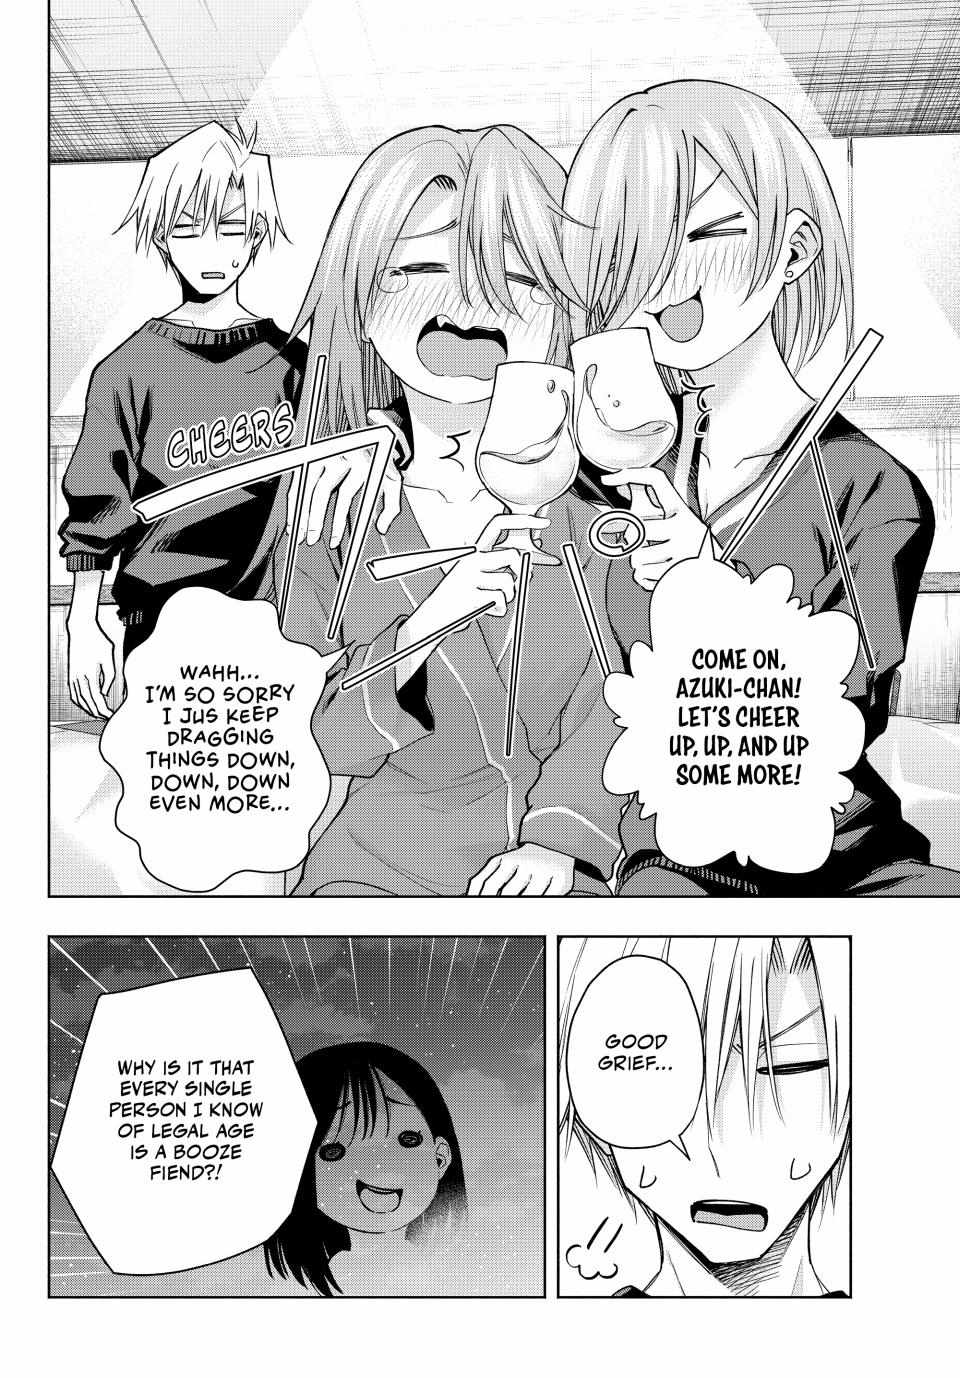 CHEERS
COME ON,
AZUKI-CHAN!
LET'S CHEER
UP, UP, AND UP
SOME MORE!
WAHH...
I'M SO SORRY
I JUS KEEP
DRAGGING
THINGS DOWN,
DOWN, DOWN
EVEN MORE...
GOOD
GRIEF...
WHY IS IT THAT
EVERY SINGLE
PERSON I KNOW
OF LEGAL AGE
IS A BOOZE
FIEND?!